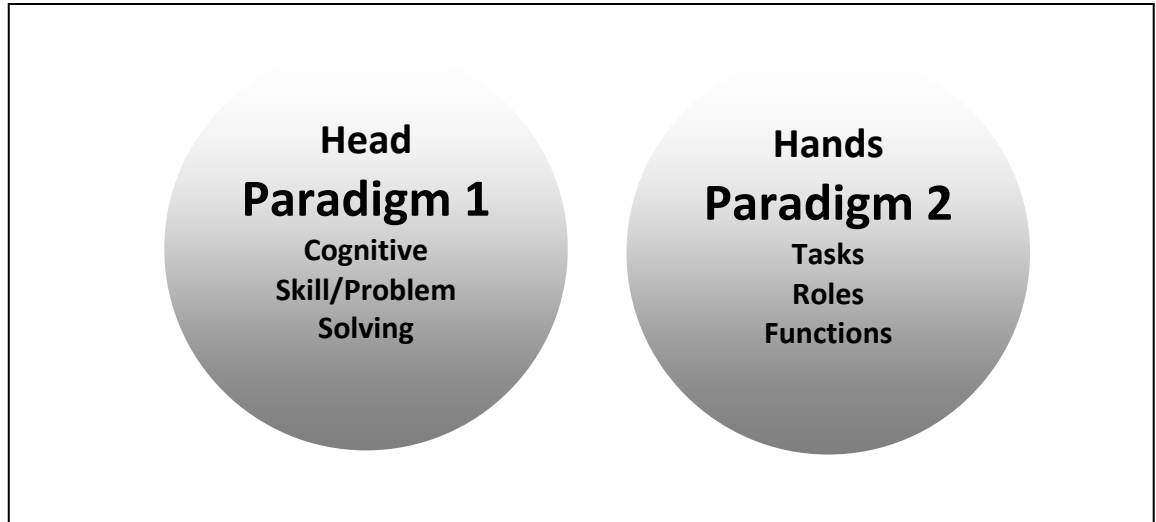 Head
Paradigm 1
Cognitive
Skill/Problem
Solving
Hands
Paradigm 2
Tasks
Roles
Functions